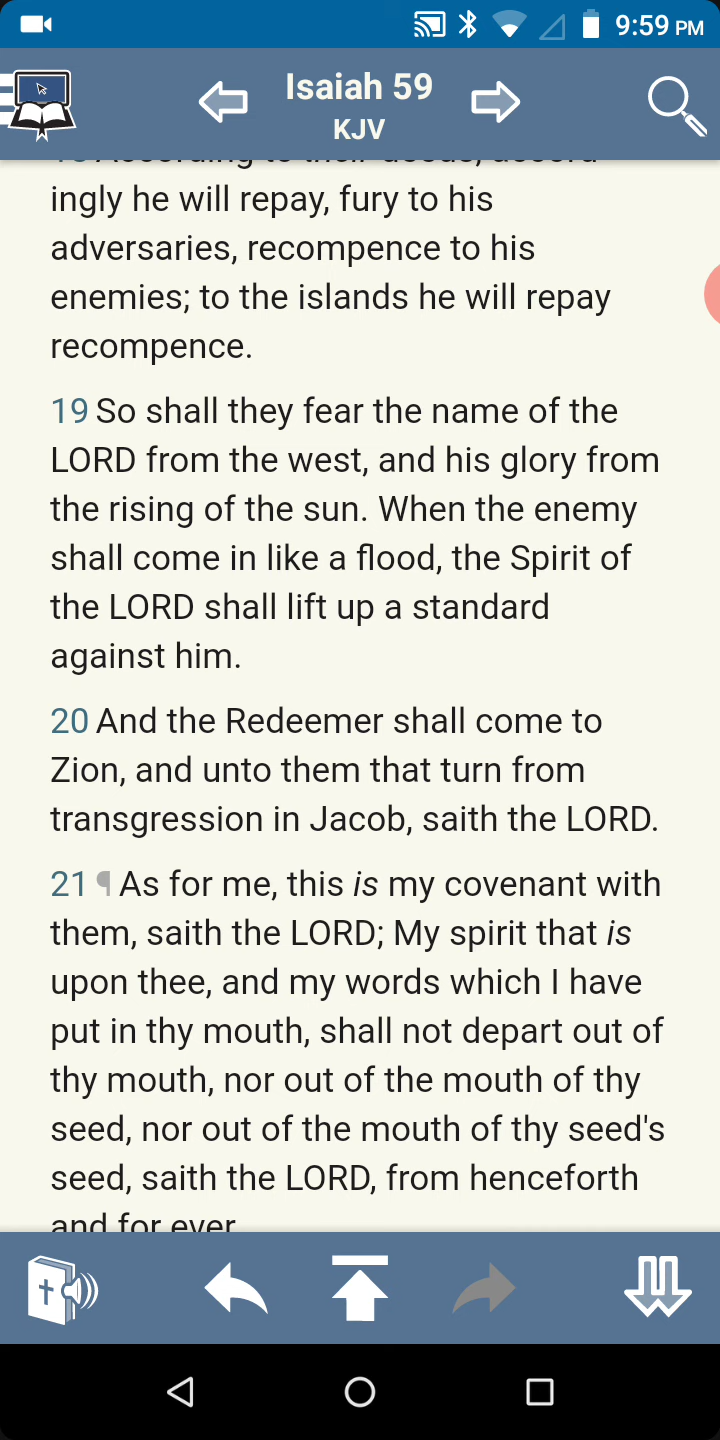 9:59 PM
Isaiah 59
KJV
ingly he will repay, fury to his
adversaries, recompence to his
enemies; to the islands he will repay
recompence.
19 So shall they fear the name of the
LORD from the west, and his glory from
the rising of the sun. When the enemy
shall come in like a flood, the Spirit of
the LORD shall lift up a standard
against him.
20 And the Redeemer shall come to
Zion, and unto them that turn from
transgression in Jacob, saith the LORD.
21 ¶ As for me, this is my covenant with
them, saith the LORD; My spirit that is
upon thee, and my words which I have
put in thy mouth, shall not depart out of
thy mouth, nor out of the mouth of thy
seed, nor out of the mouth of thy seed's
seed, saith the LORD, from henceforth
and for ever